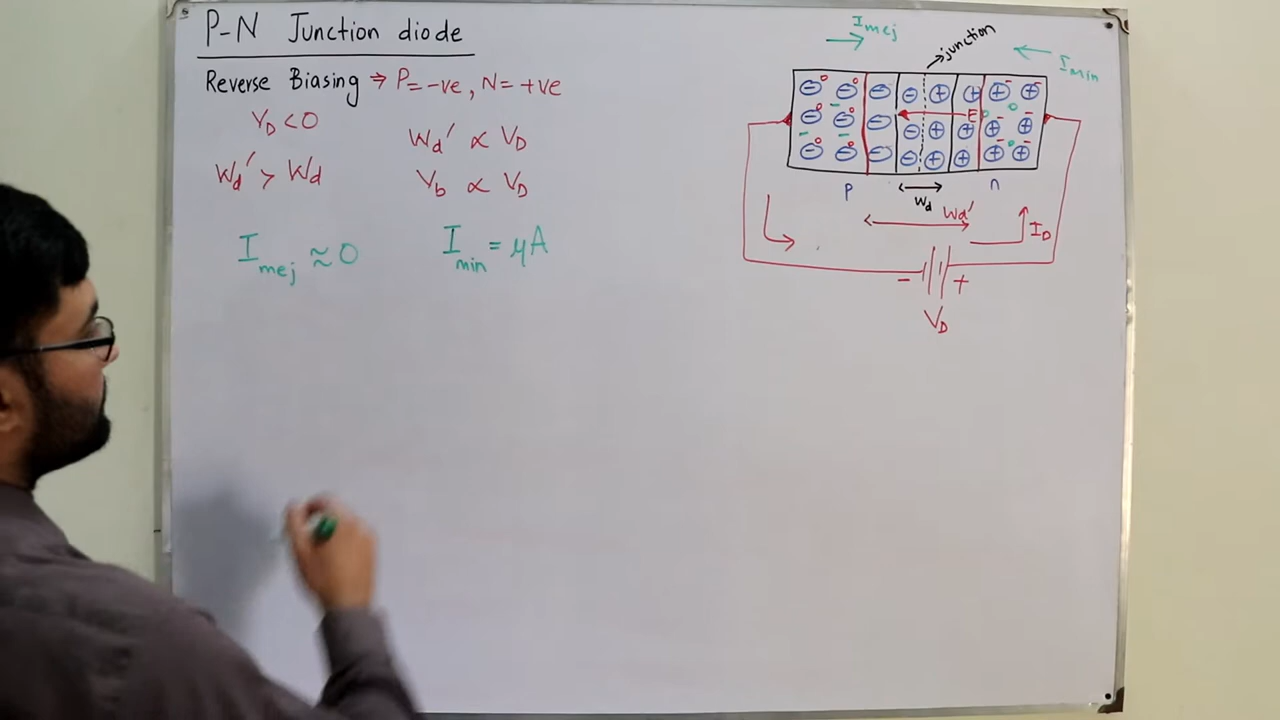 P-N Junction diode
Reverse Biasing → P=-ve, N=+ve
V_D < 0
W_d' ∝ V_D
W_d' > W_d
V_b ∝ V_D
I_mej ≈ 0
I_min = μA
I_mej
junction
I_min
E
P
n
W_d
W_d'
I_D
- +
V_D